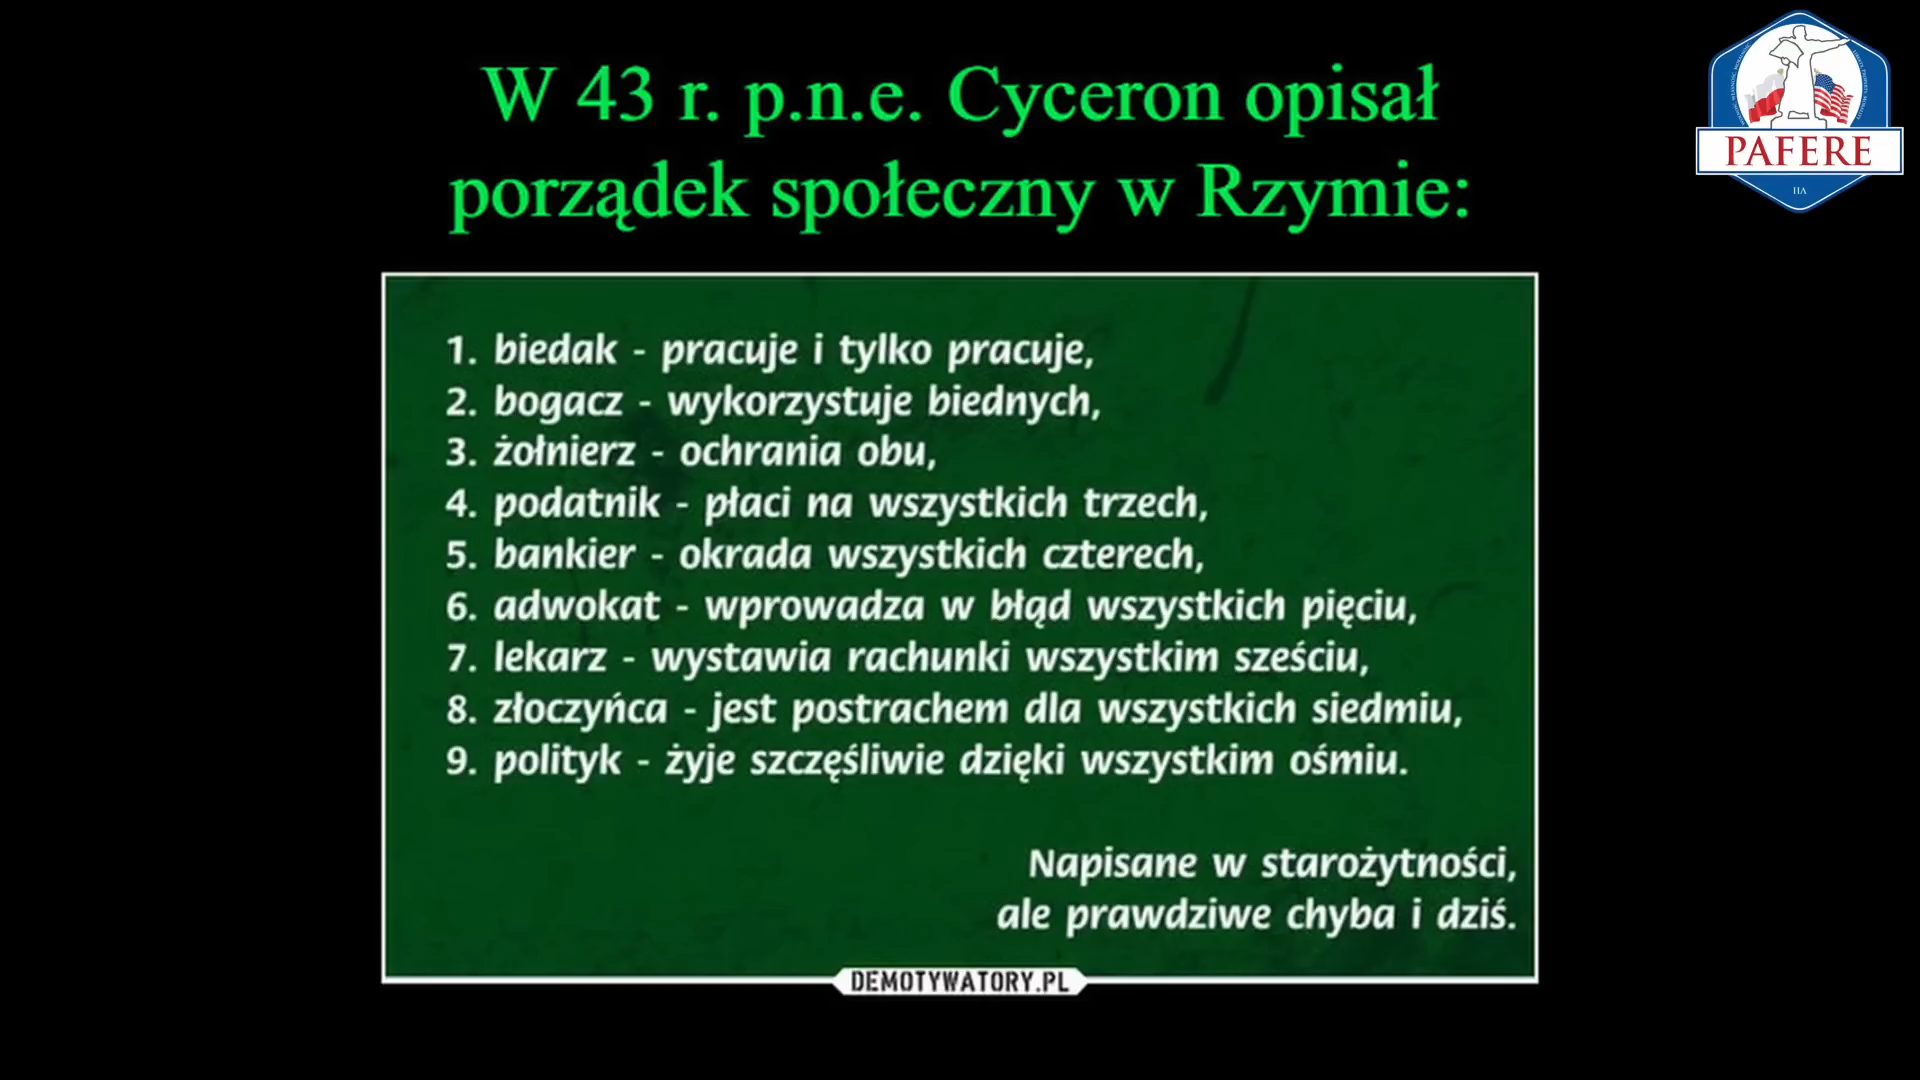 W 43 r. p.n.e. Cyceron opisał
porządek społeczny w Rzymie:
PAFERE
1. biedak - pracuje i tylko pracuje,
2. bogacz - wykorzystuje biednych,
3. żołnierz - ochrania obu,
4. podatnik - płaci na wszystkich trzech,
5. bankier - okrada wszystkich czterech,
6. adwokat - wprowadza w błąd wszystkich pięciu,
7. lekarz - wystawia rachunki wszystkim sześciu,
8. złoczyńca - jest postrachem dla wszystkich siedmiu,
9. polityk - żyje szczęśliwie dzięki wszystkim ośmiu.
Napisane w starożytności,
ale prawdziwe chyba i dziś.
DEMOTYWATORY.PL